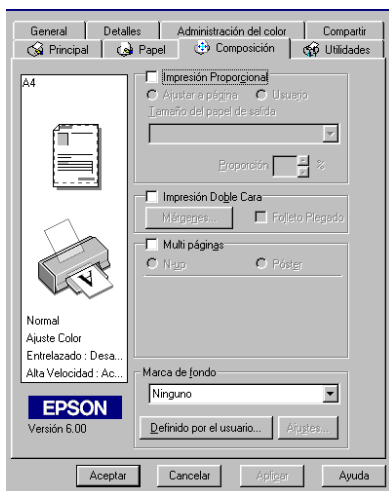 General Detalles Administración del color Compartir
Principal Papel Composición Utilidades
A4
Impresión Proporcional
Ajustar a página Usuario
Tamaño del papel de salida
Proporción %
Impresión Doble Cara
Márgenes... Folleto Plegado
Multi páginas
N-up Póster
Normal
Ajuste Color
Entrelazado : Desa...
Alta Velocidad : Ac...
Marca de fondo
Ninguno
EPSON
Versión 6.00
Definido por el usuario... Ajustes...
Aceptar Cancelar Aplicar Ayuda